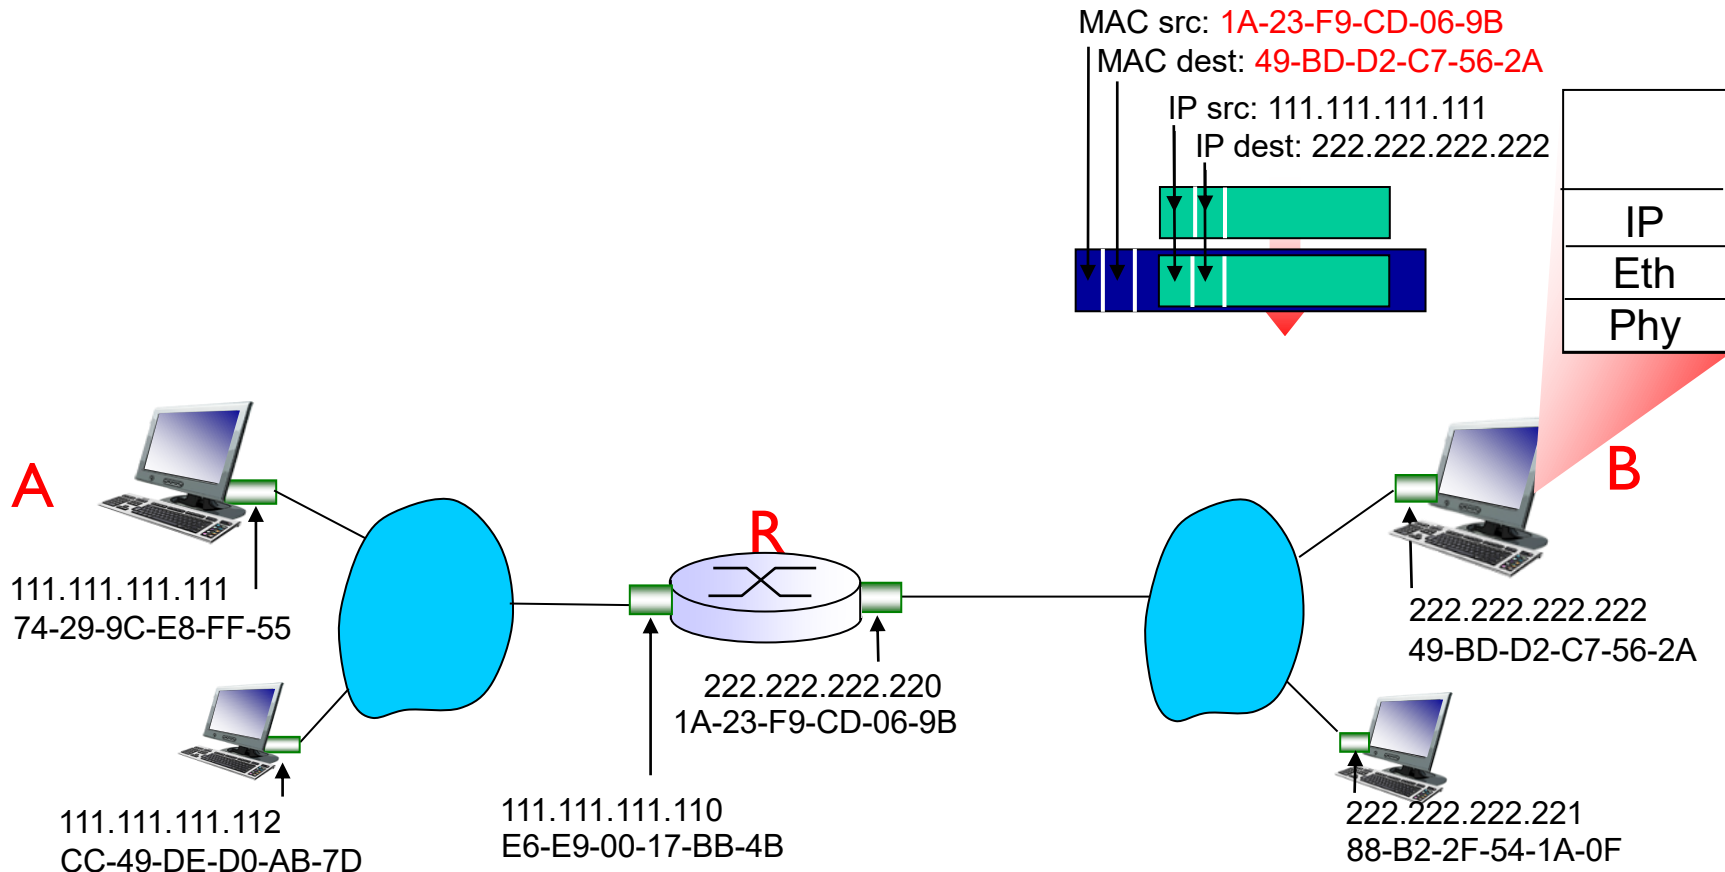 MAC src: 1A-23-F9-CD-06-9B
MAC dest: 49-BD-D2-C7-56-2A
IP src: 111.111.111.111
IP dest: 222.222.222.222
IP
Eth
Phy
A
R
B
111.111.111.111
74-29-9C-E8-FF-55
222.222.222.222
49-BD-D2-C7-56-2A
222.222.222.220
1A-23-F9-CD-06-9B
111.111.111.112
CC-49-DE-D0-AB-7D
111.111.111.110
E6-E9-00-17-BB-4B
222.222.222.221
88-B2-2F-54-1A-0F